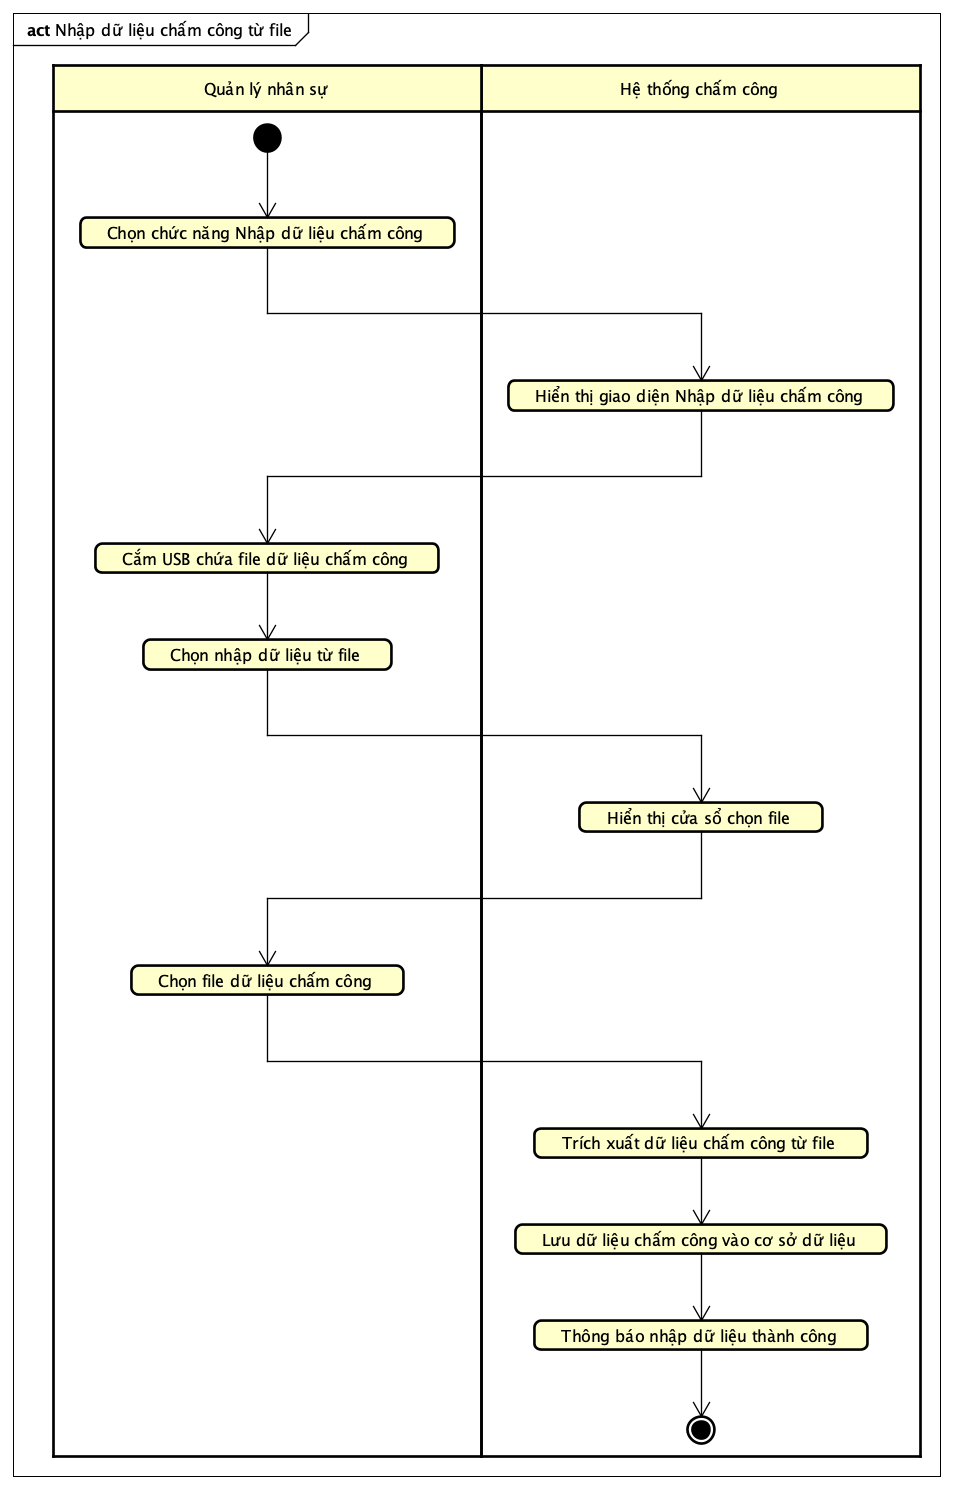 act Nhập dữ liệu chấm công từ file
Quản lý nhân sự
Hệ thống chấm công
Chọn chức năng Nhập dữ liệu chấm công
Hiển thị giao diện Nhập dữ liệu chấm công
Cắm USB chứa file dữ liệu chấm công
Chọn nhập dữ liệu từ file
Hiển thị cửa sổ chọn file
Chọn file dữ liệu chấm công
Trích xuất dữ liệu chấm công từ file
Lưu dữ liệu chấm công vào cơ sở dữ liệu
Thông báo nhập dữ liệu thành công